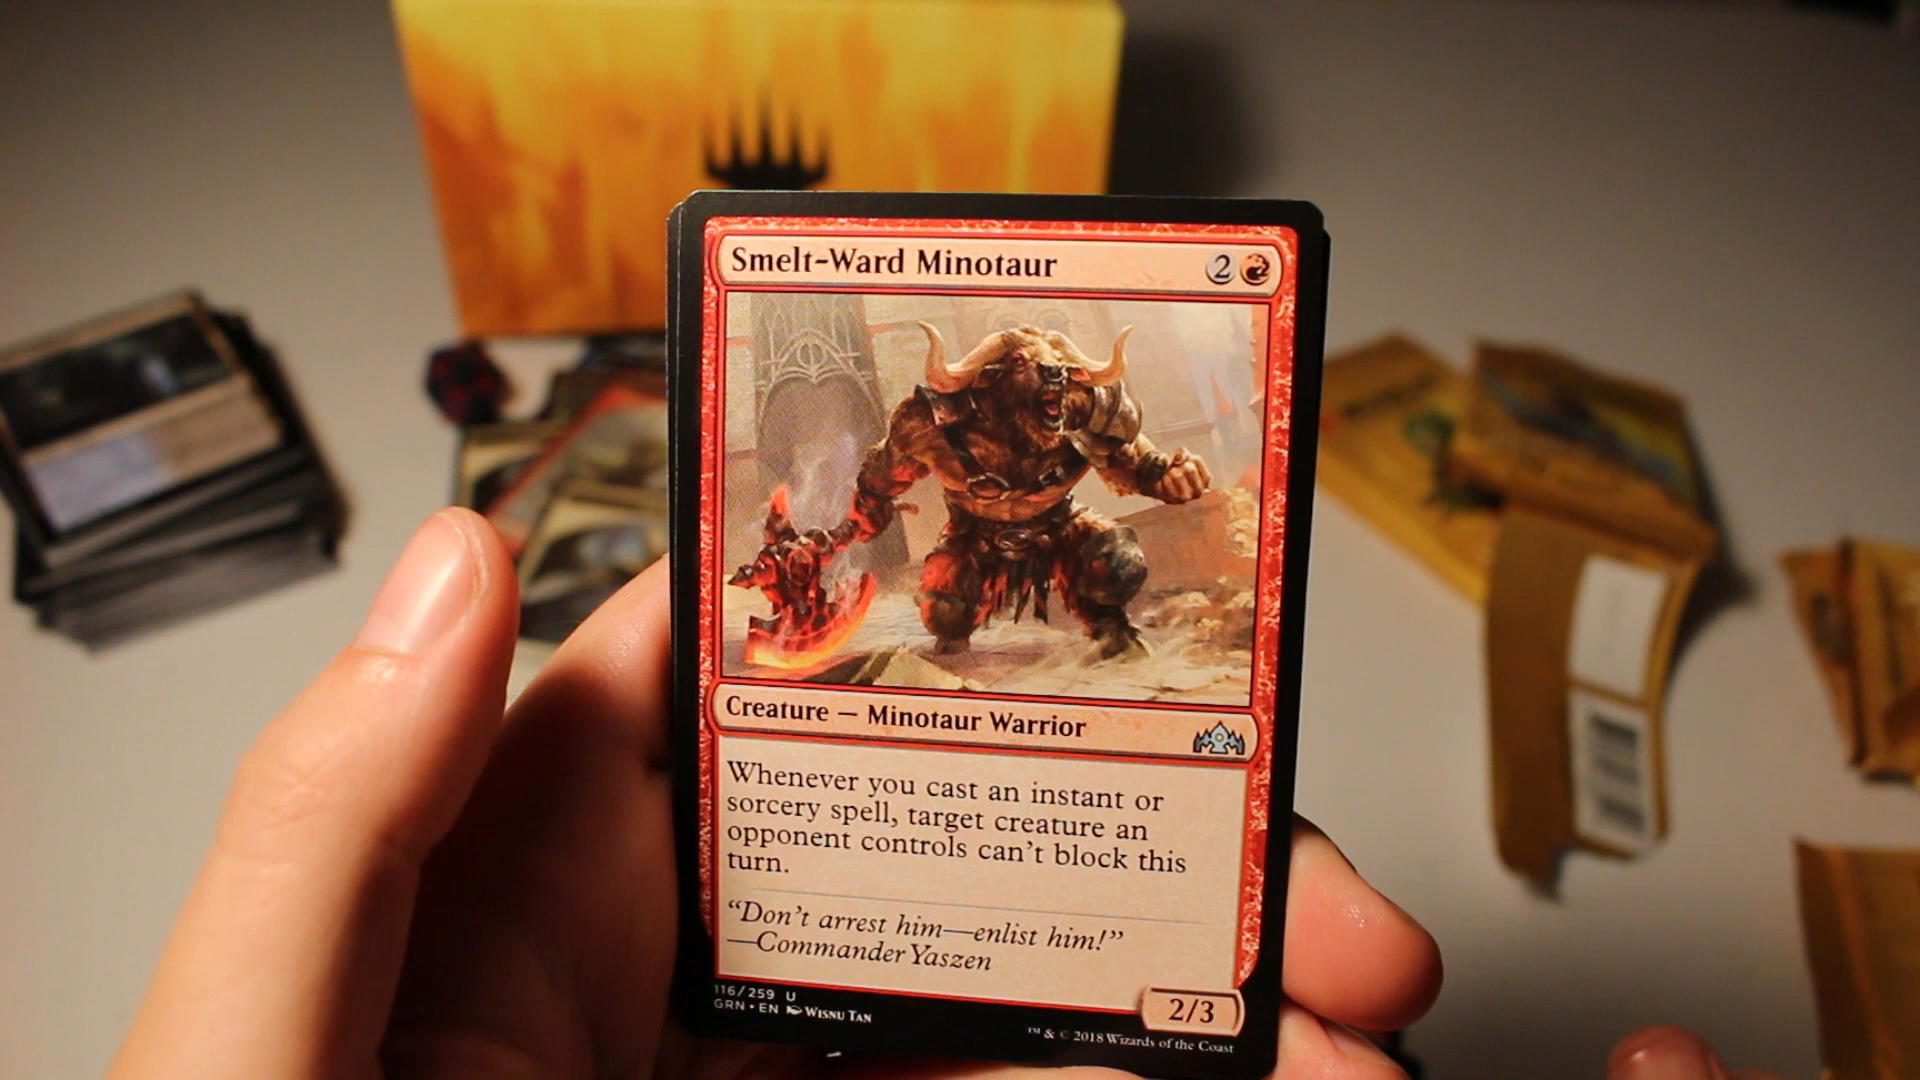 Smelt-Ward Minotaur 2
Creature — Minotaur Warrior
Whenever you cast an instant or
sorcery spell, target creature an
opponent controls can't block this
turn.
“Don't arrest him—enlist him!”
—Commander Yaszen
116/259 U
GRN • EN Wisnu Tan
2/3
™ & © 2018 Wizards of the Coast